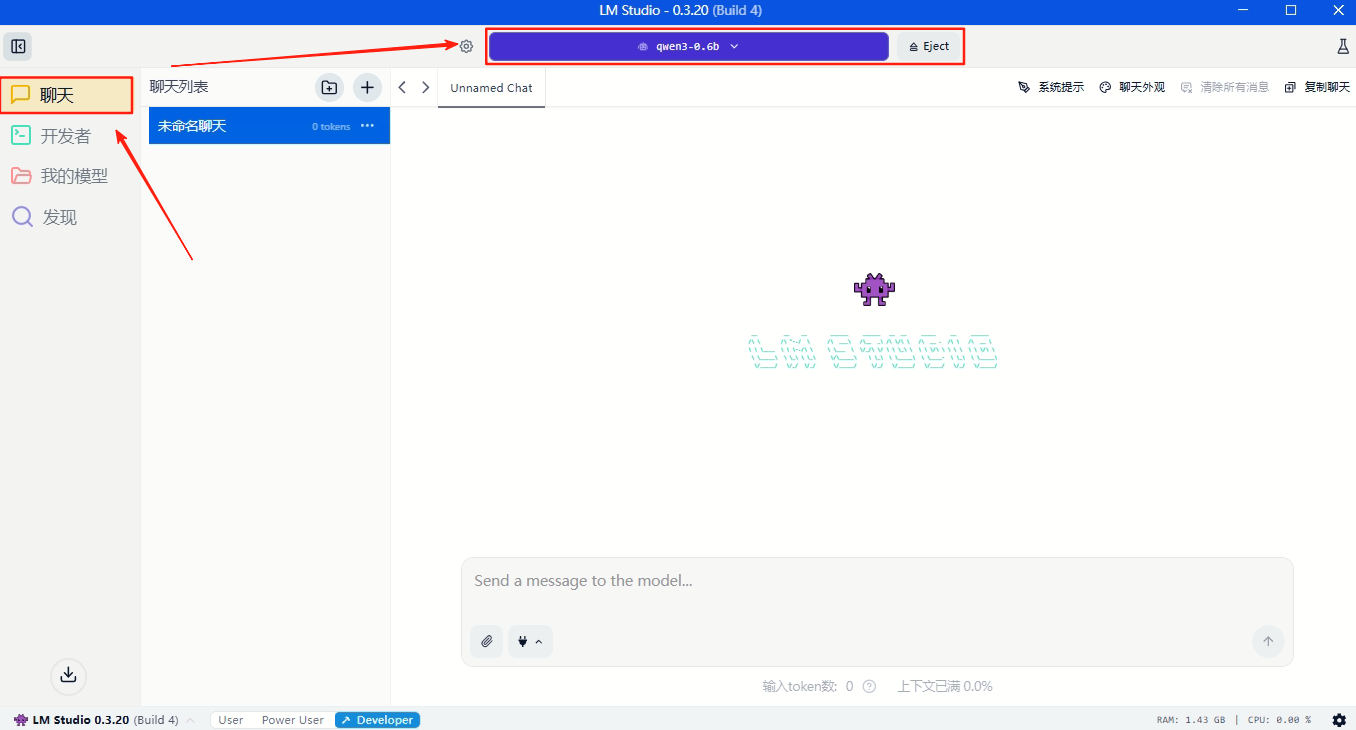 LM Studio - 0.3.20 (Build 4)
qwen3-0.6b
Eject
聊天
开发者
我的模型
发现
聊天列表
未命名聊天 0 tokens
Unnamed Chat
系统提示 聊天外观 清除所有消息 复制聊天
LM STUDIO
Send a message to the model...
输入token数: 0 上下文已满 0.0%
LM Studio 0.3.20 (Build 4) User Power User Developer RAM: 1.43 GB | CPU: 0.00 %